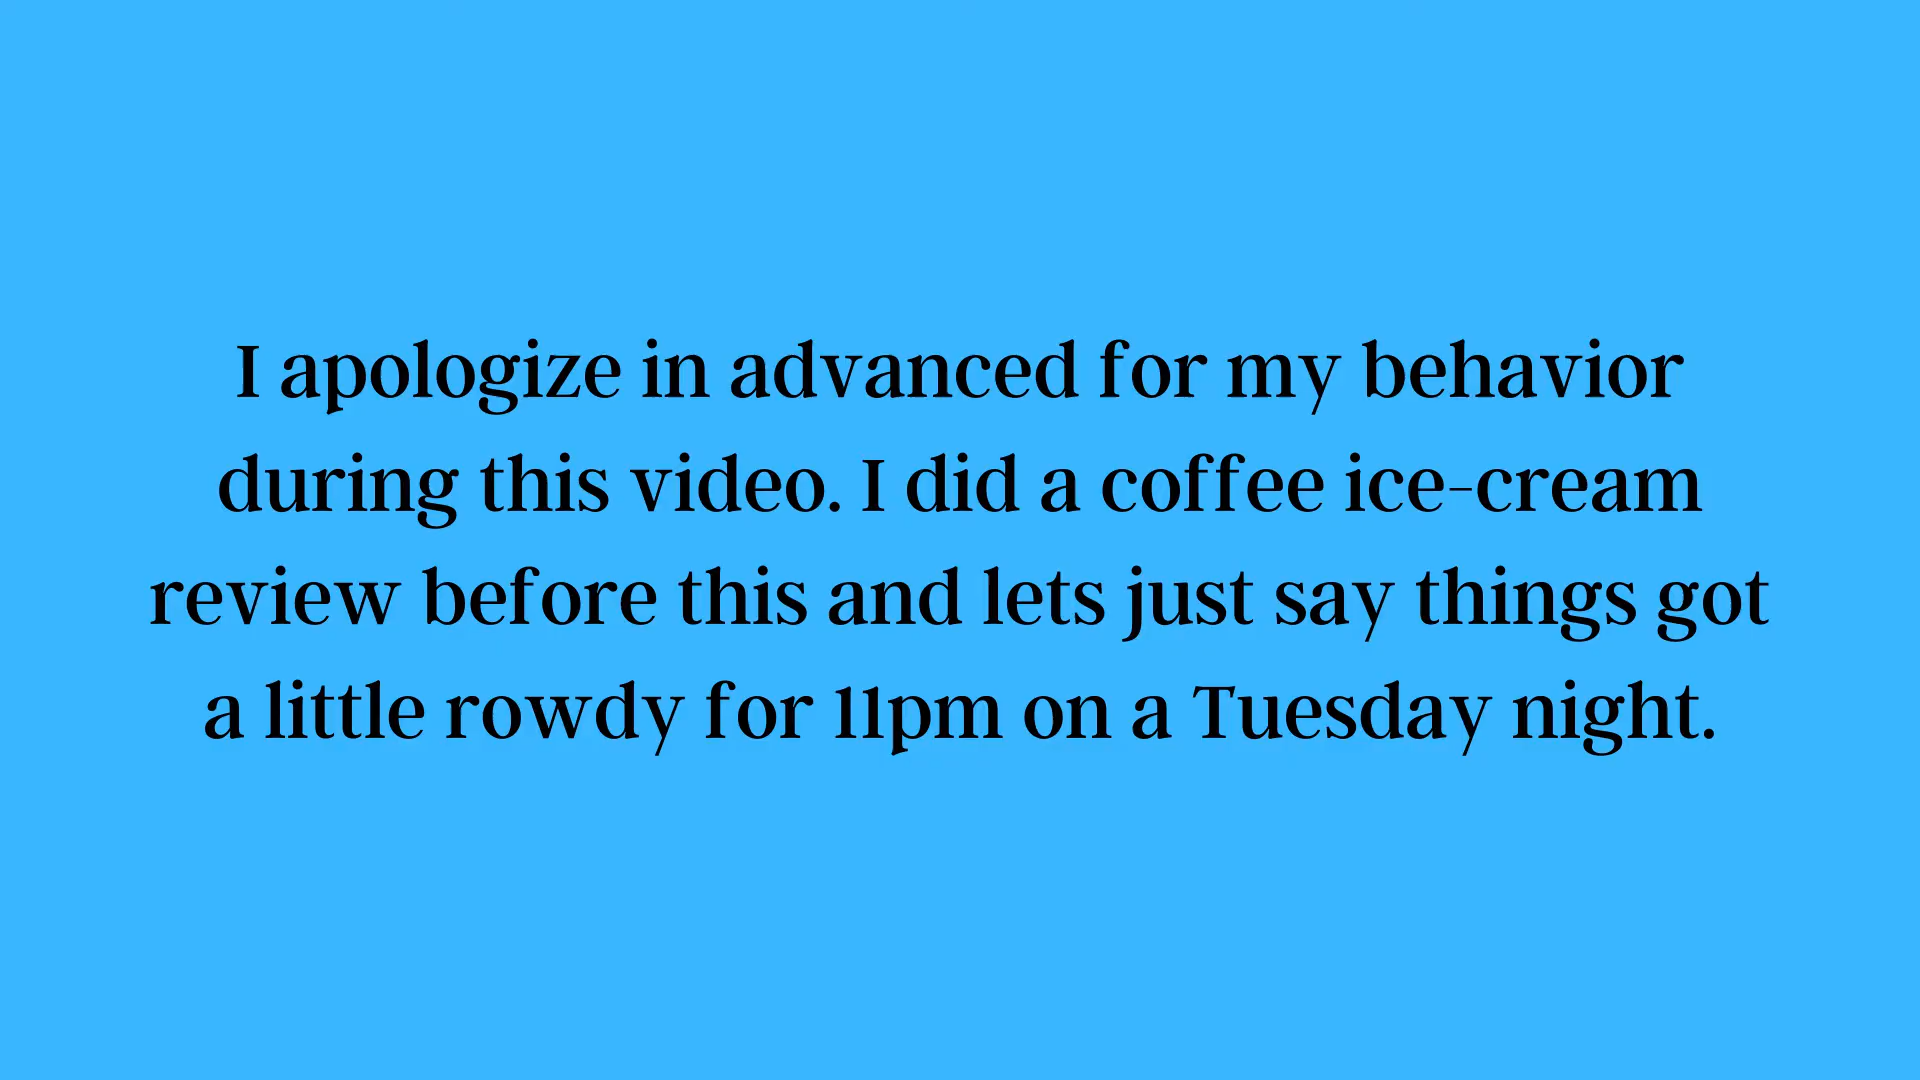 I apologize in advanced for my behavior
during this video. I did a coffee ice-cream
review before this and lets just say things got
a little rowdy for 11pm on a Tuesday night.